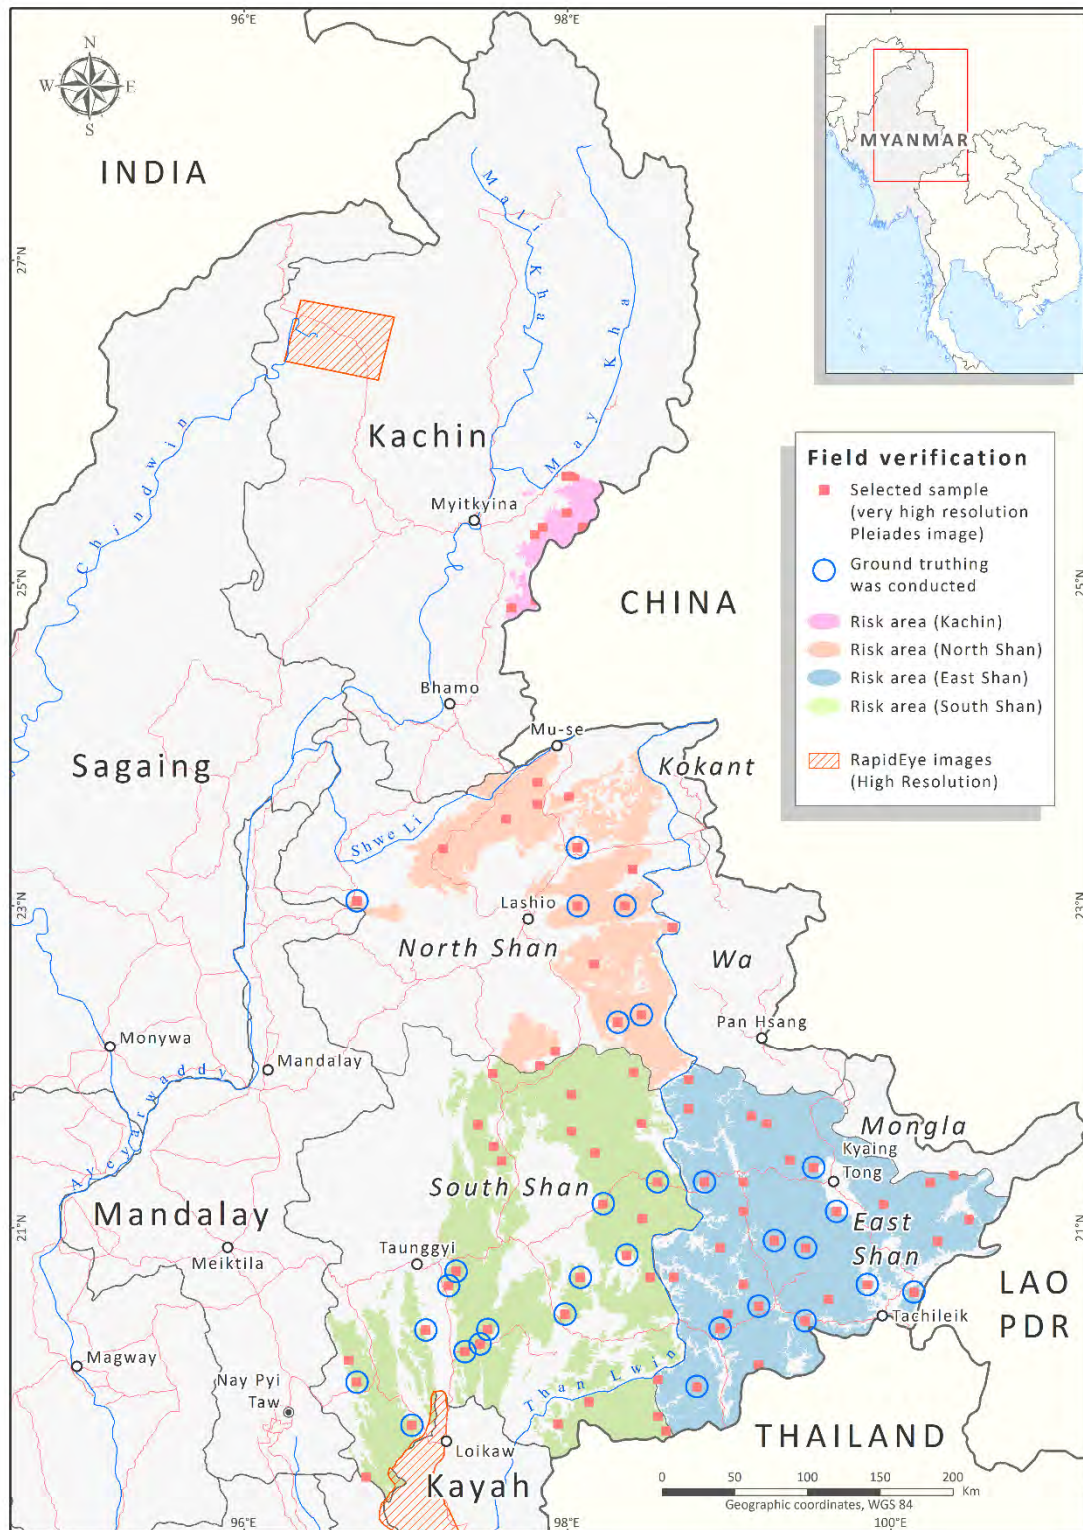 96°E
98°E
N
W
E
S
INDIA
MYANMAR
Mali Kha
May Kha
27°N
Chindwin
Kachin
Field verification
Selected sample
(very high resolution
Pleiades image)
Ground truthing
was conducted
Risk area (Kachin)
Risk area (North Shan)
Risk area (East Shan)
Risk area (South Shan)
RapidEye images
(High Resolution)
Myitkyina
25°N
25°N
CHINA
Bhamo
Mu-se
Sagaing
Kokant
Shwe Li
23°N
23°N
Lashio
North Shan
Wa
Pan Hsang
Monywa
Mandalay
Ayeyarwaddy
Mongla
Kyaing
Tong
South Shan
Mandalay
21°N
21°N
East
Shan
Meiktila
Taunggyi
LAO
PDR
Tachileik
Magway
Nay Pyi
Taw
Than Lwin
THAILAND
Loikaw
Kayah
0 50 100 150 200 Km
Geographic coordinates, WGS 84
96°E
98°E
100°E